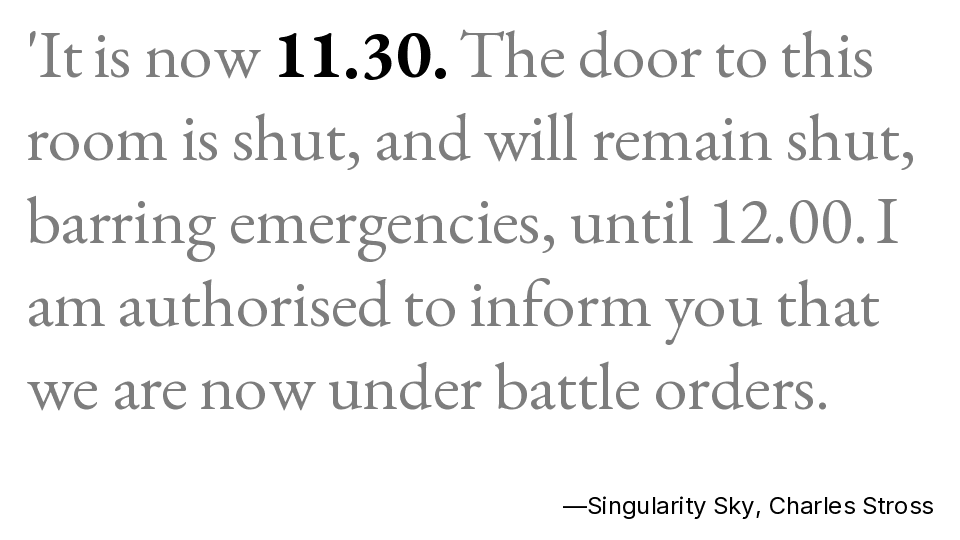 'It is now 11.30. The door to this
room is shut, and will remain shut,
barring emergencies, until 12.00. I
am authorised to inform you that
we are now under battle orders.
—Singularity Sky, Charles Stross